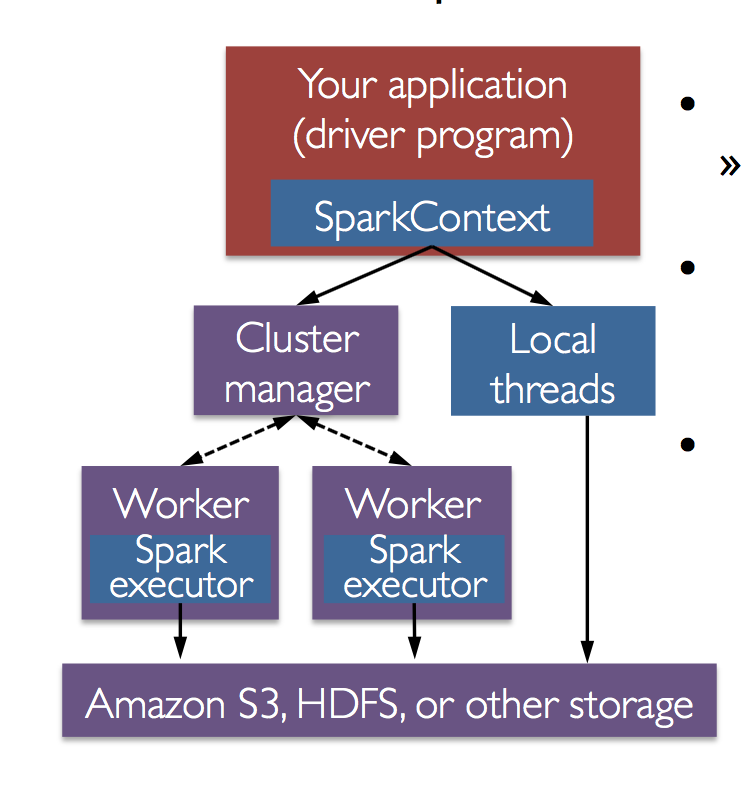 Your application
(driver program)
SparkContext
Cluster
manager
Local
threads
Worker
Spark
executor
Worker
Spark
executor
Amazon S3, HDFS, or other storage
•
»
•
•